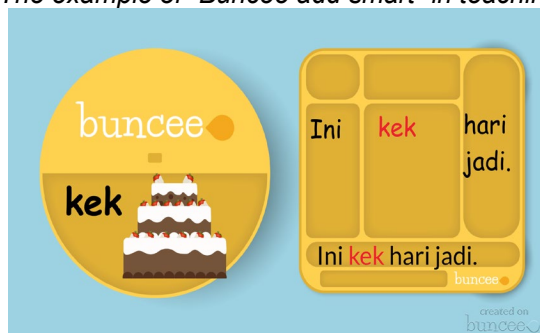 The example of "Buncee add smart" in teachin
buncee
kek
Ini
kek
hari
jadi.
Ini kek hari jadi.
buncee
created on
buncee